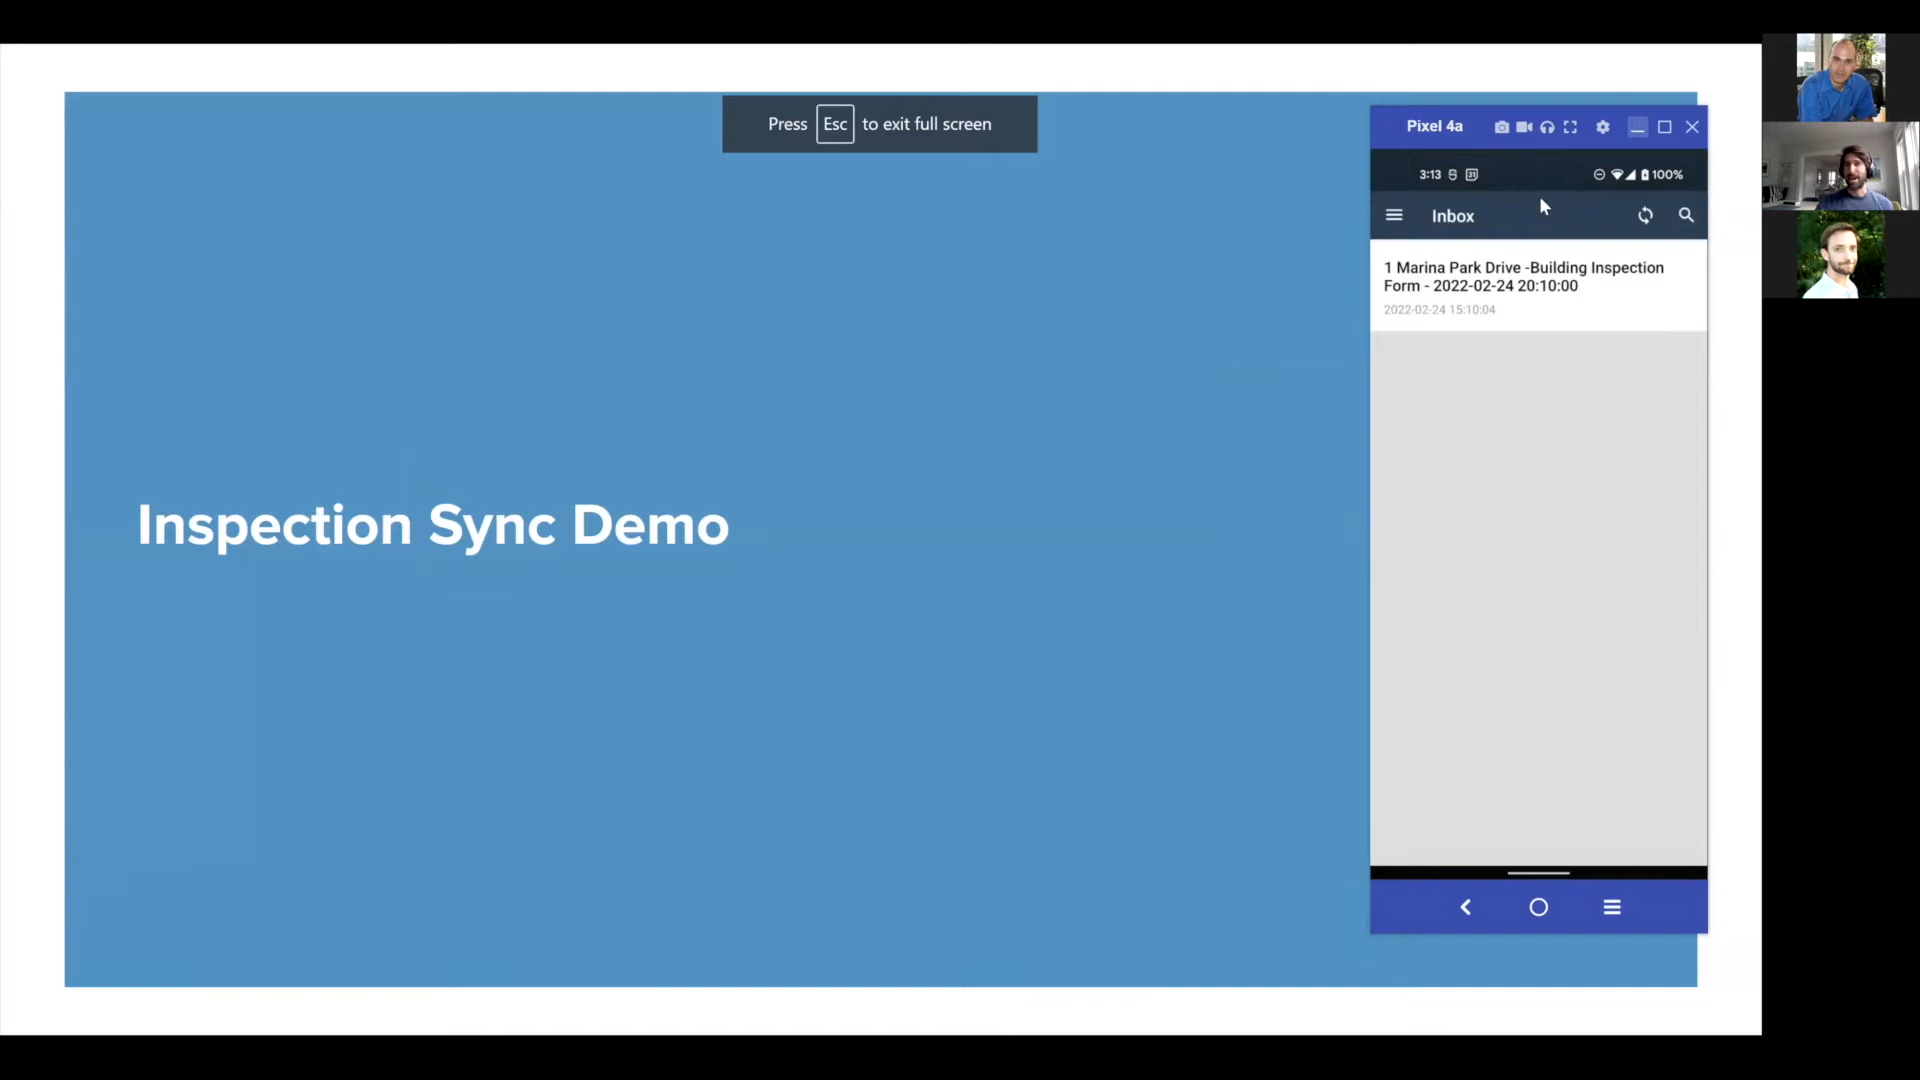 Press Esc to exit full screen
Pixel 4a
3:13 31 100%
Inbox
1 Marina Park Drive -Building Inspection
Form - 2022-02-24 20:10:00
2022-02-24 15:10:04
Inspection Sync Demo